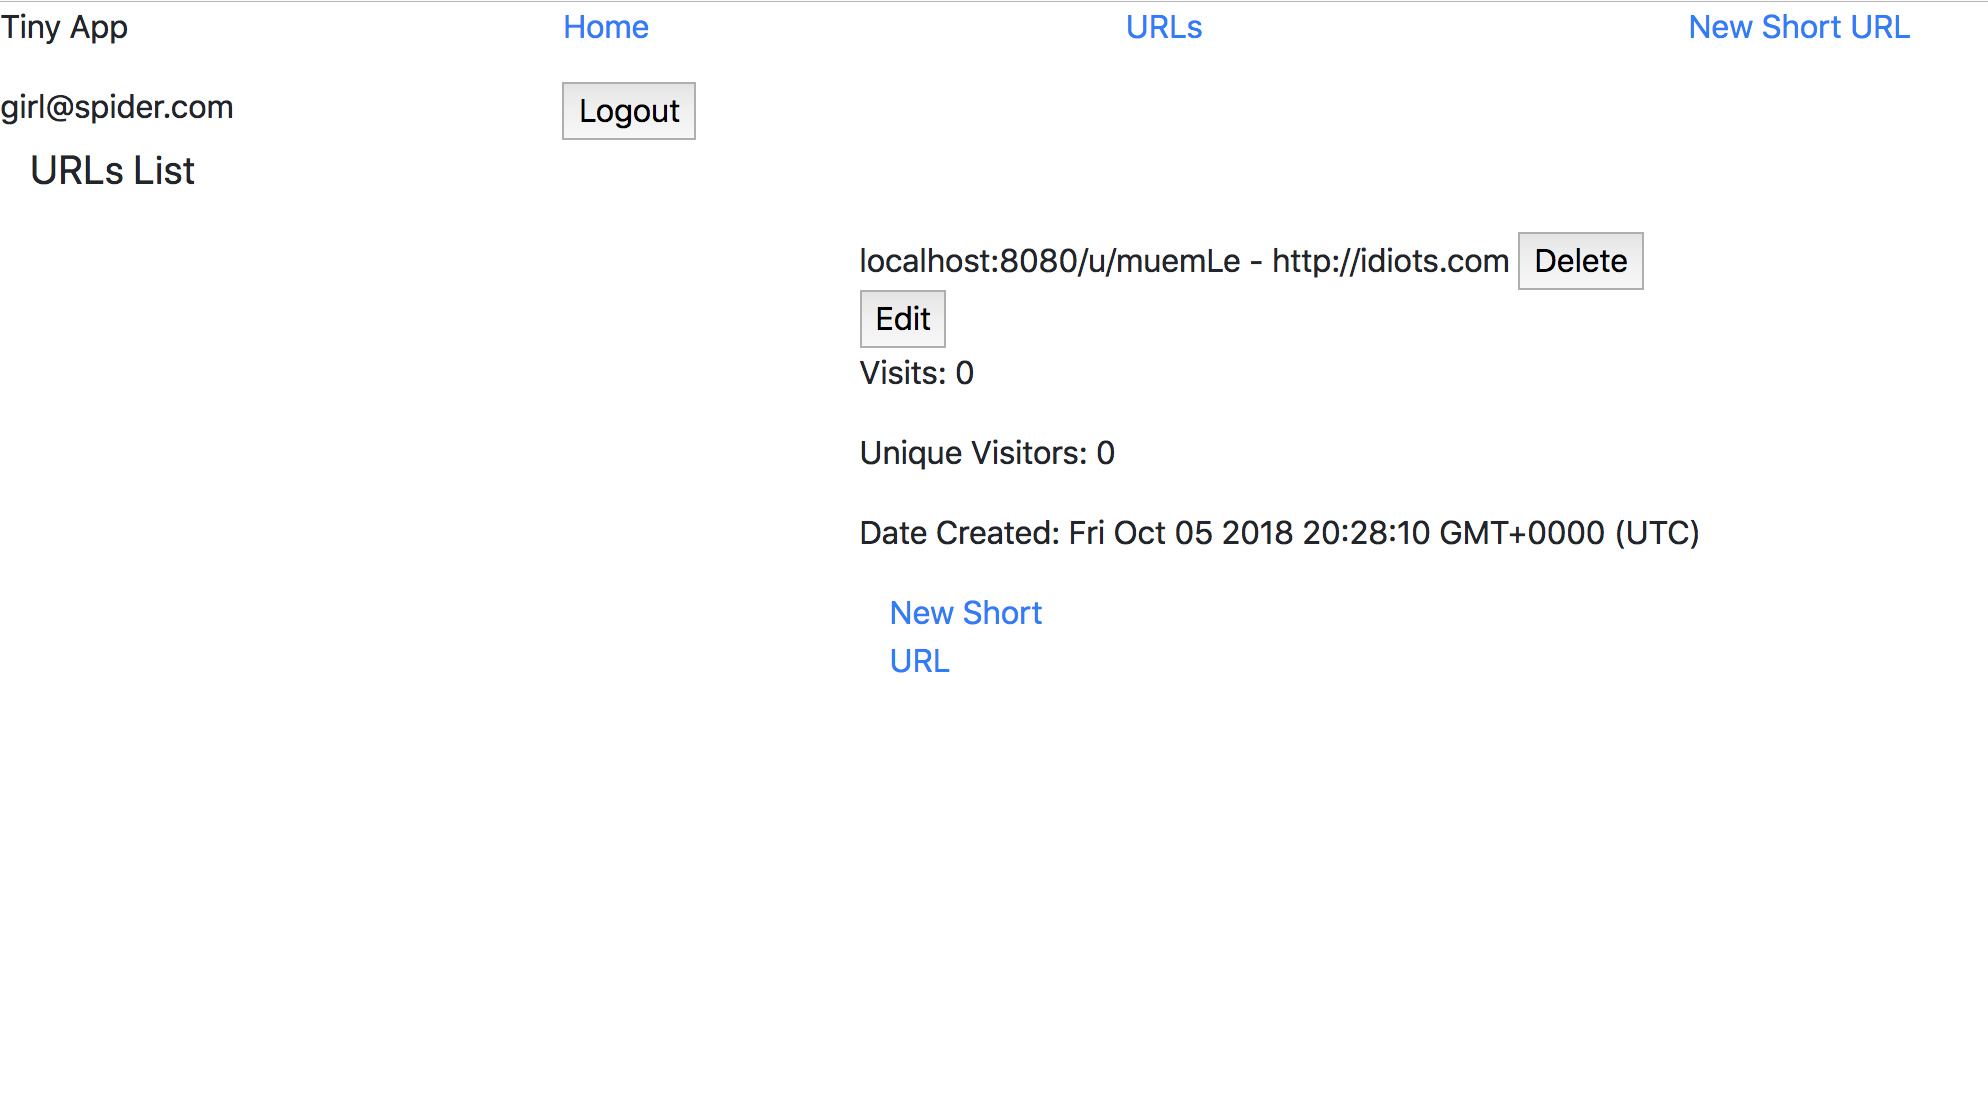 Tiny App Home URLs New Short URL
girl@spider.com Logout
URLs List
localhost:8080/u/muemLe - http://idiots.com Delete
Edit
Visits: 0
Unique Visitors: 0
Date Created: Fri Oct 05 2018 20:28:10 GMT+0000 (UTC)
New Short
URL